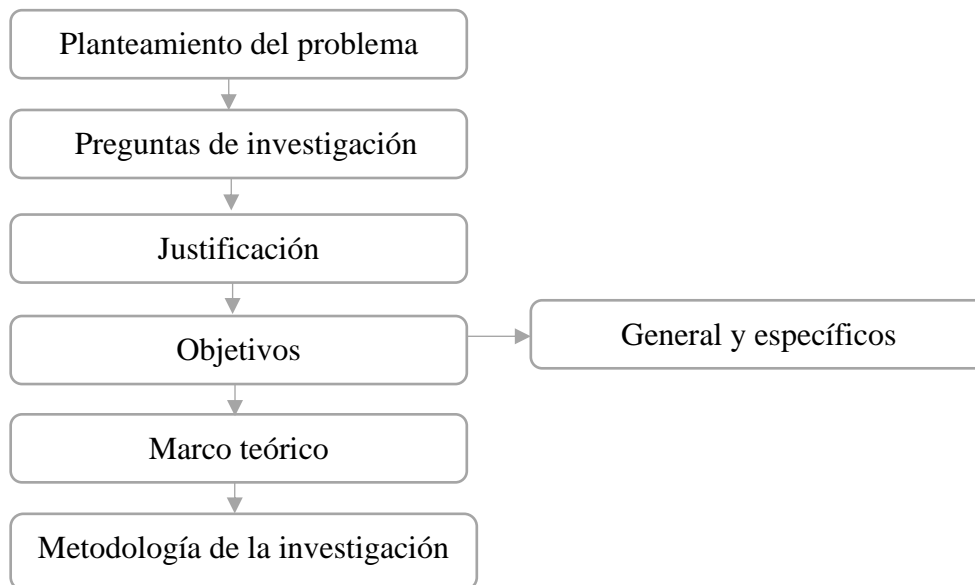 Planteamiento del problema
Preguntas de investigación
Justificación
Objetivos
General y específicos
Marco teórico
Metodología de la investigación